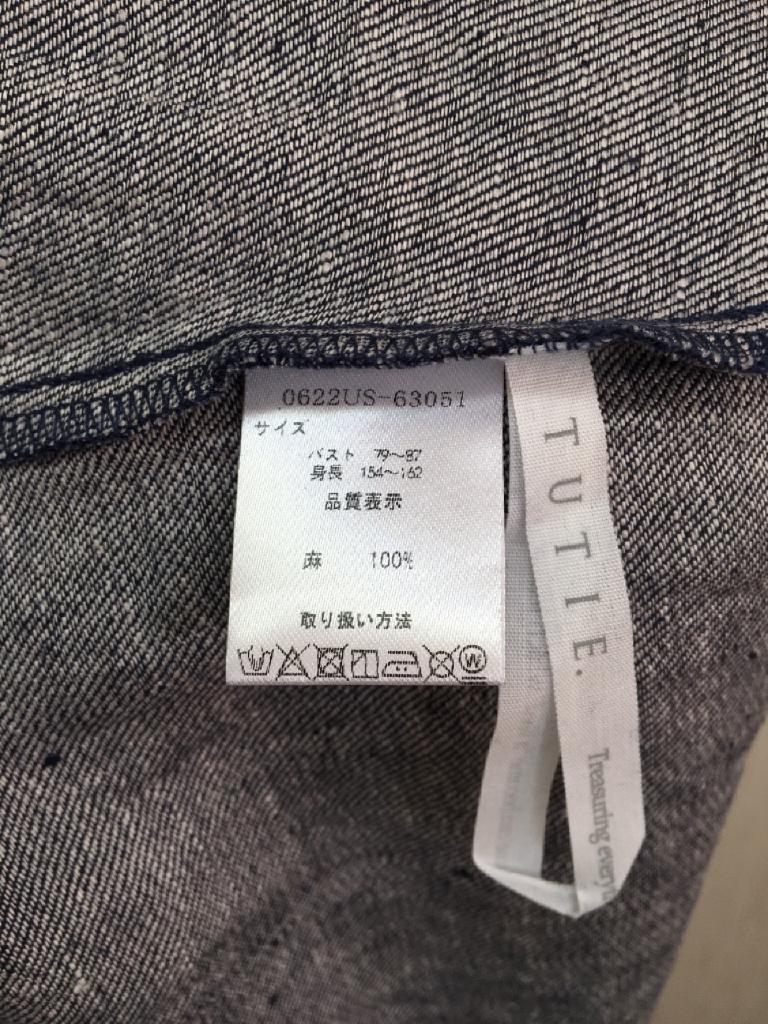 0622US-63051
サイズ
バスト 79～87
身長 154～162
品質表示
麻 100%
取り扱い方法
W
TUTIE.
Treasuring